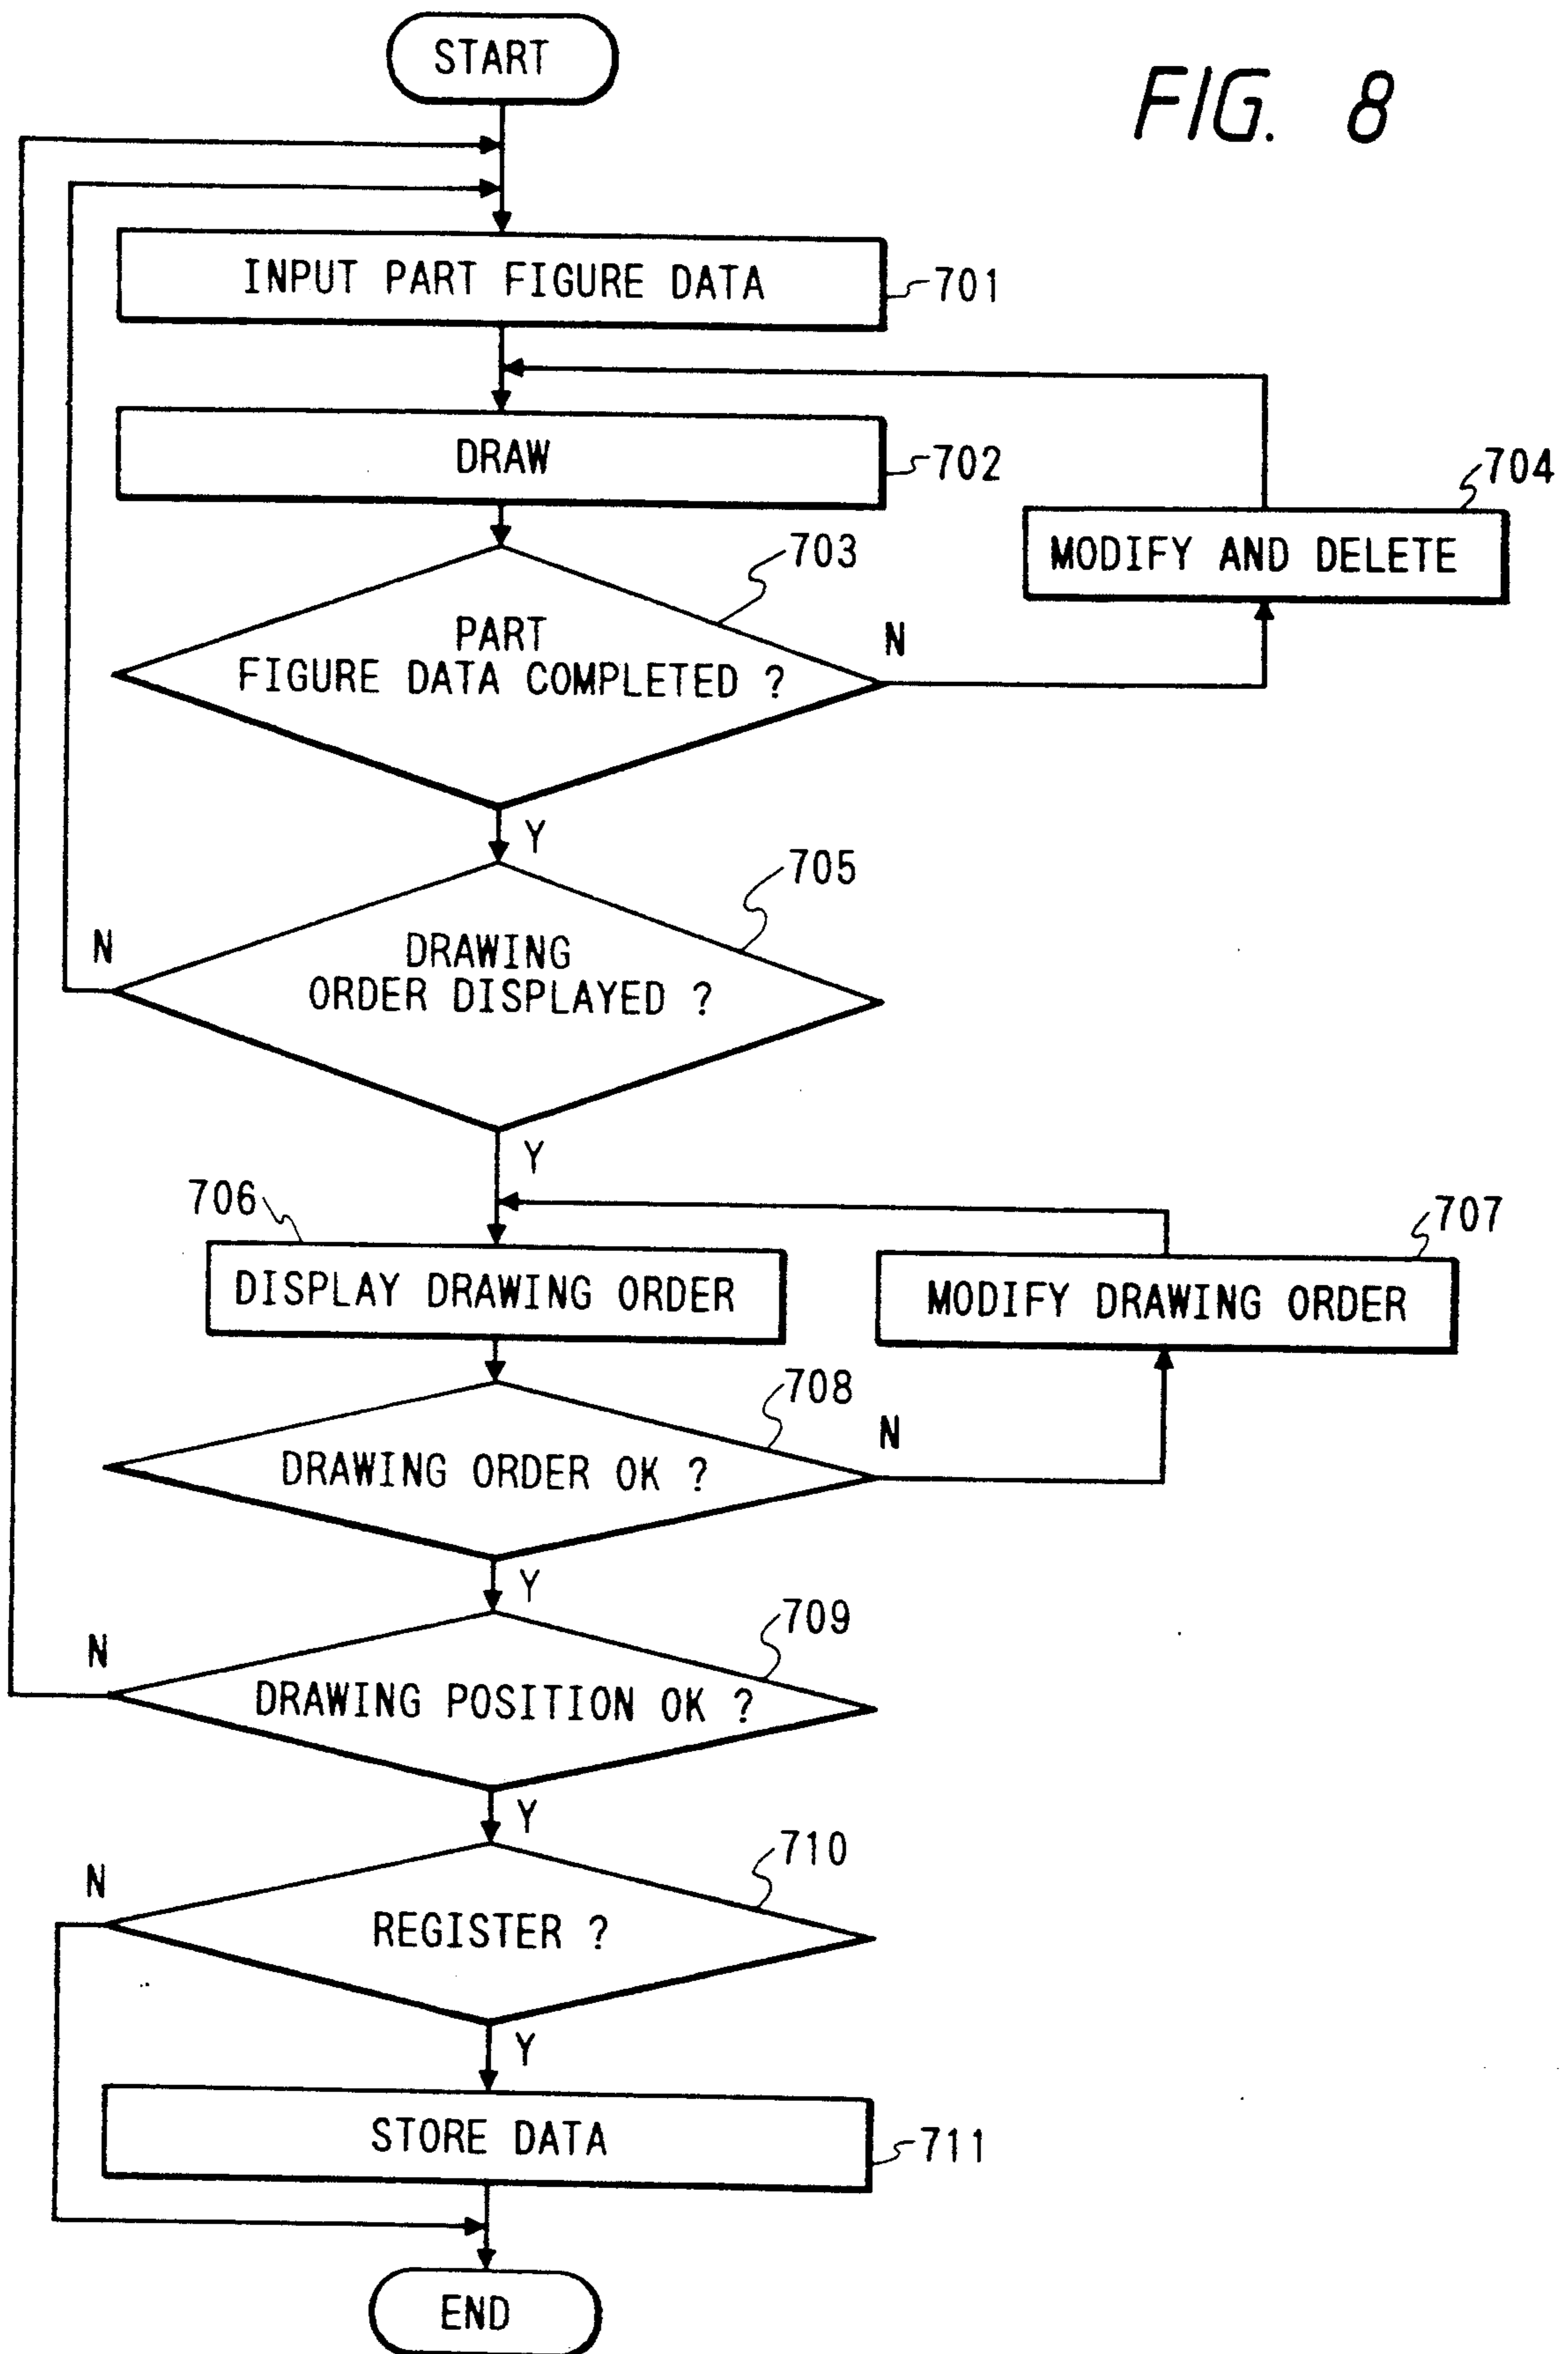 START
FIG. 8
INPUT PART FIGURE DATA
701
DRAW
702
704
MODIFY AND DELETE
703
PART
FIGURE DATA COMPLETED ?
N
Y
705
DRAWING
ORDER DISPLAYED ?
N
Y
706
DISPLAY DRAWING ORDER
707
MODIFY DRAWING ORDER
708
DRAWING ORDER OK ?
N
Y
709
DRAWING POSITION OK ?
N
Y
710
REGISTER ?
N
Y
STORE DATA
711
END